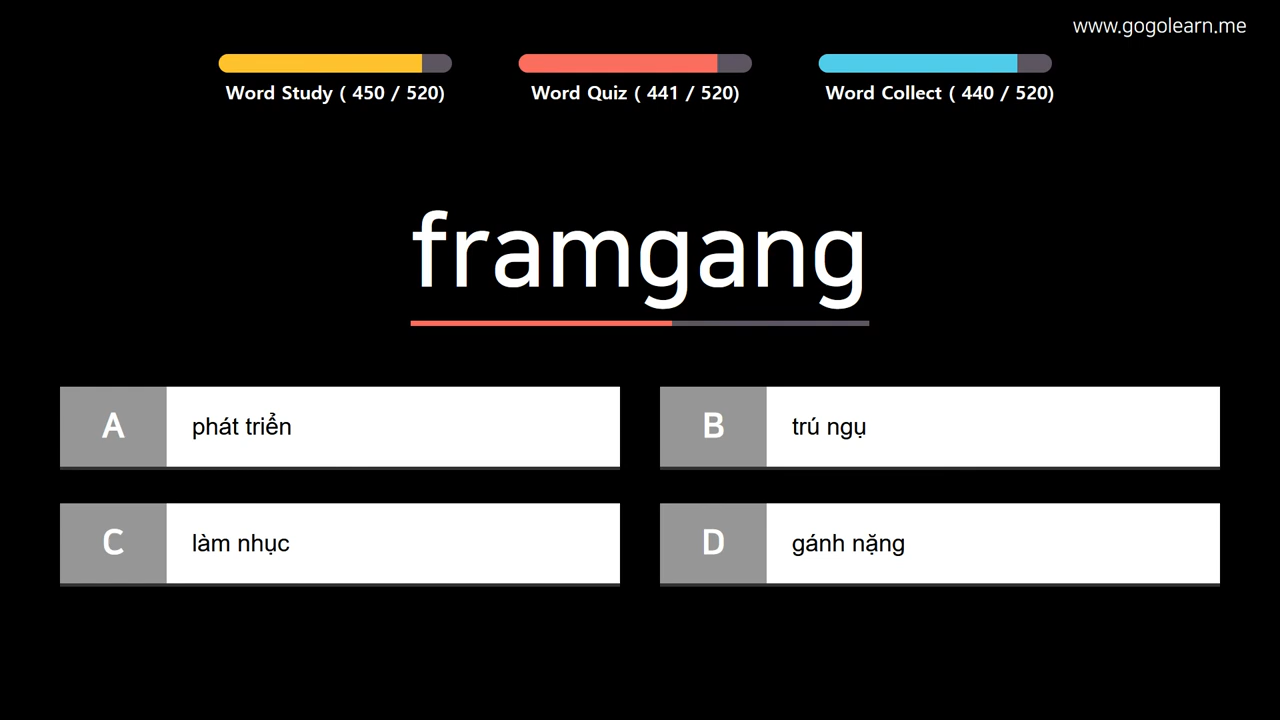 www.gogolearn.me
Word Study ( 450 / 520)
Word Quiz ( 441 / 520)
Word Collect ( 440 / 520)
framgang
A phát triển
B trú ngụ
C làm nhục
D gánh nặng